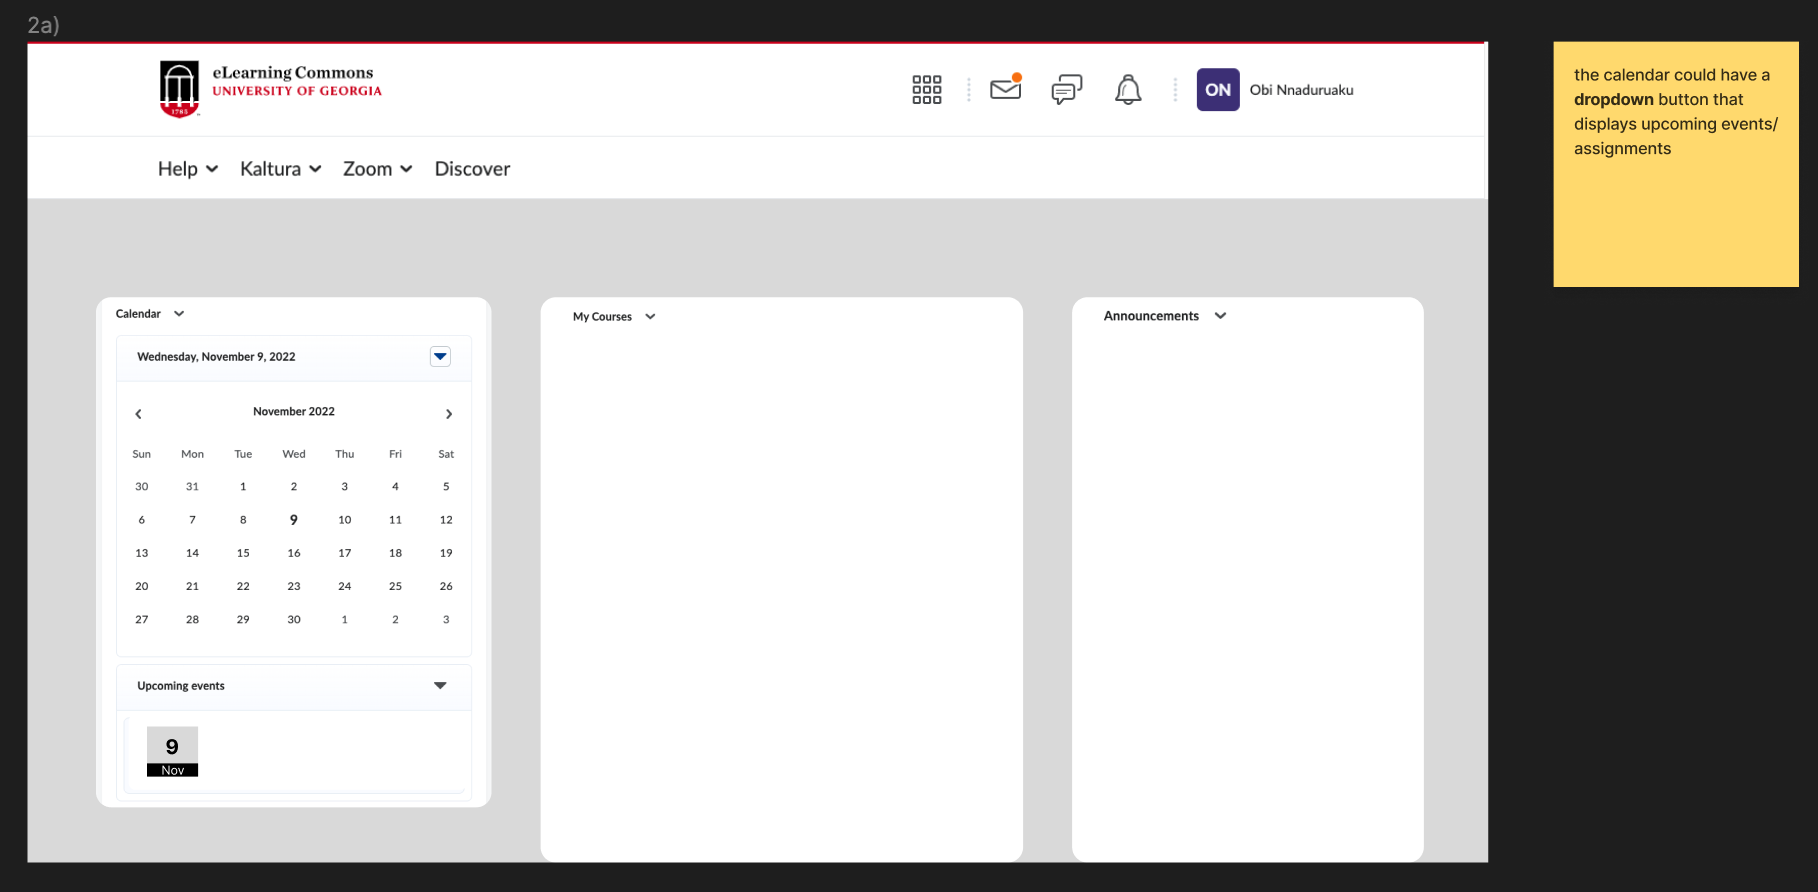 2a)
eLearning Commons
UNIVERSITY OF GEORGIA
1785
ON Obi Nnaduruaku
Help Kaltura Zoom Discover
the calendar could have a
dropdown button that
displays upcoming events/
assignments
Calendar
Wednesday, November 9, 2022
November 2022
Sun Mon Tue Wed Thu Fri Sat
30 31 1 2 3 4 5
6 7 8 9 10 11 12
13 14 15 16 17 18 19
20 21 22 23 24 25 26
27 28 29 30 1 2 3
Upcoming events
9
Nov
My Courses
Announcements